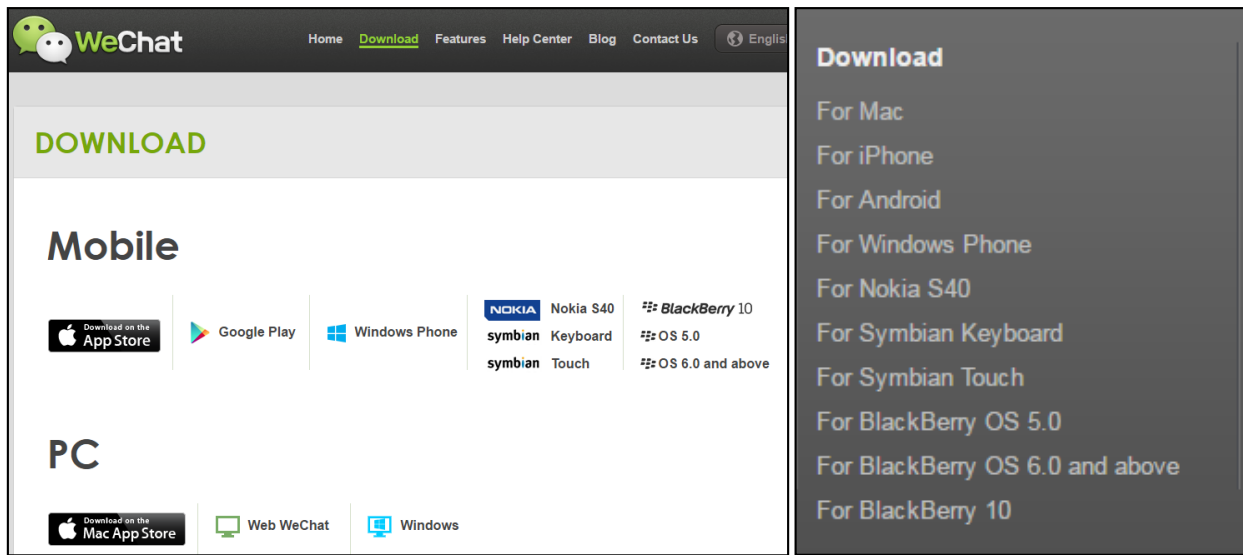 WeChat
Home Download Features Help Center Blog Contact Us Englis
DOWNLOAD
Mobile
Download on the
App Store
Google Play
Windows Phone
NOKIA Nokia S40
symbian Keyboard
symbian Touch
BlackBerry 10
OS 5.0
OS 6.0 and above
PC
Download on the
Mac App Store
Web WeChat
Windows
Download
For Mac
For iPhone
For Android
For Windows Phone
For Nokia S40
For Symbian Keyboard
For Symbian Touch
For BlackBerry OS 5.0
For BlackBerry OS 6.0 and above
For BlackBerry 10